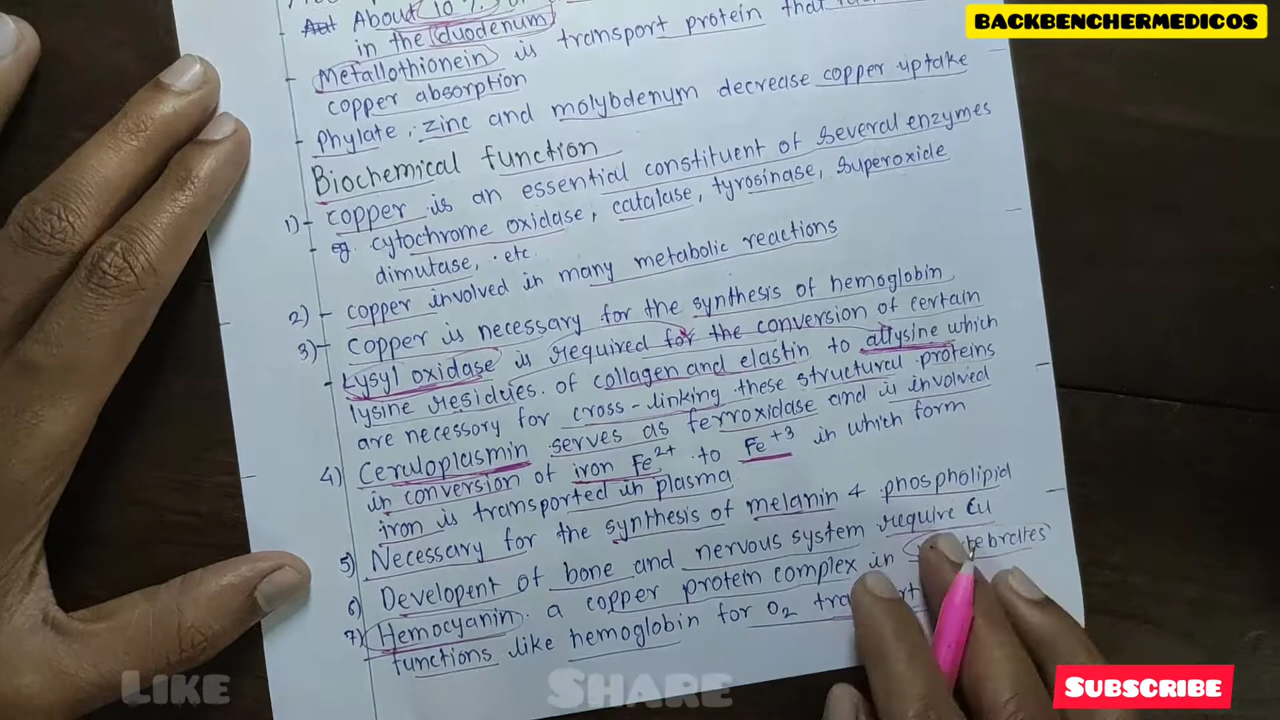 BACKBENCHERMEDICOS
About 10 %
in the duodenum
Metallothionein is transport protein that
copper absorption
phylate, zinc and molybdenum decrease copper uptake
Biochemical function
1) - copper is an essential constituent of several enzymes
- eg. cytochrome oxidase, catalase, tyrosinase, superoxide
dimutase, etc
2) - copper involved in many metabolic reactions
3) - copper is necessary for the synthesis of hemoglobin
- Lysyl oxidase is required for the conversion of certain
lysine residues. of collagen and elastin to allysine which
are necessory for cross-linking these structural proteins
4) Ceruloplasmin serves as ferroxidase and is involved
in conversion of iron Fe2+ to Fe+3 in which form
iron is transported in plasma
5) Necessary for the synthesis of melanin & phospholipid
6) Developent of bone and nervous system require Cu
7) Hemocyanin. a copper protein complex in
functions like hemoglobin for O2
LIKE
SHARE
SUBSCRIBE